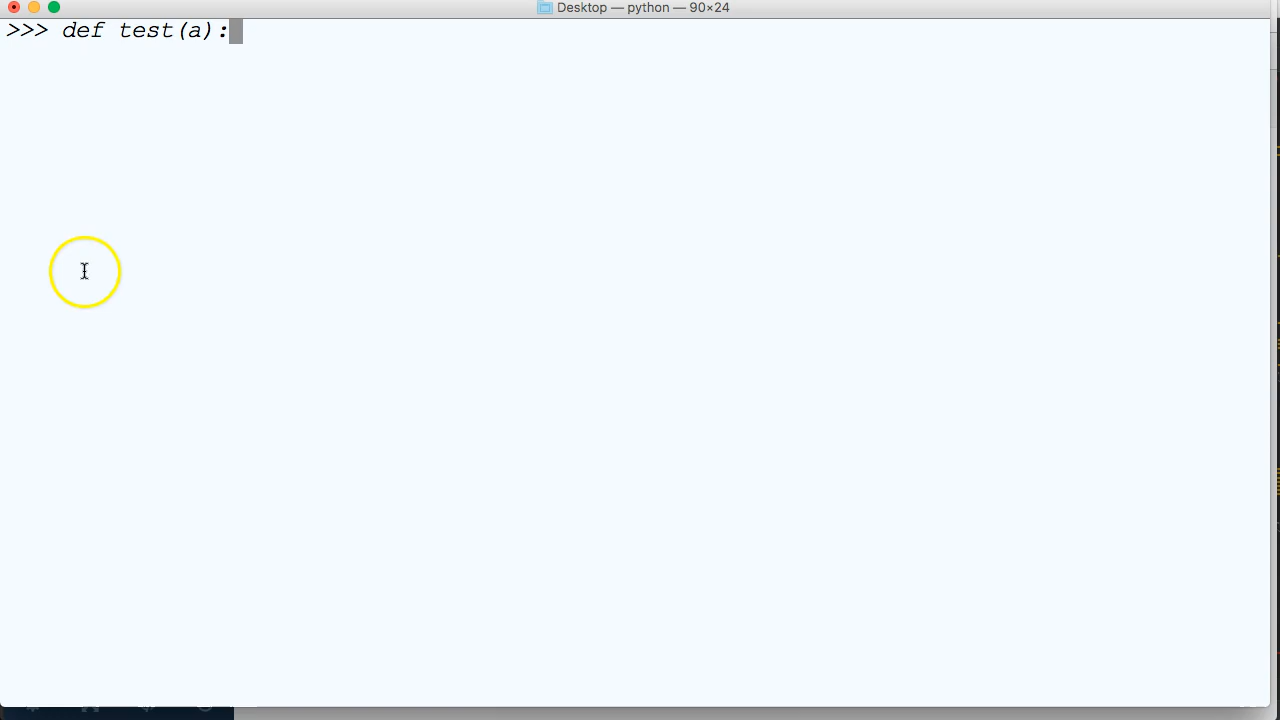 Desktop — python — 90×24
>>> def test(a):